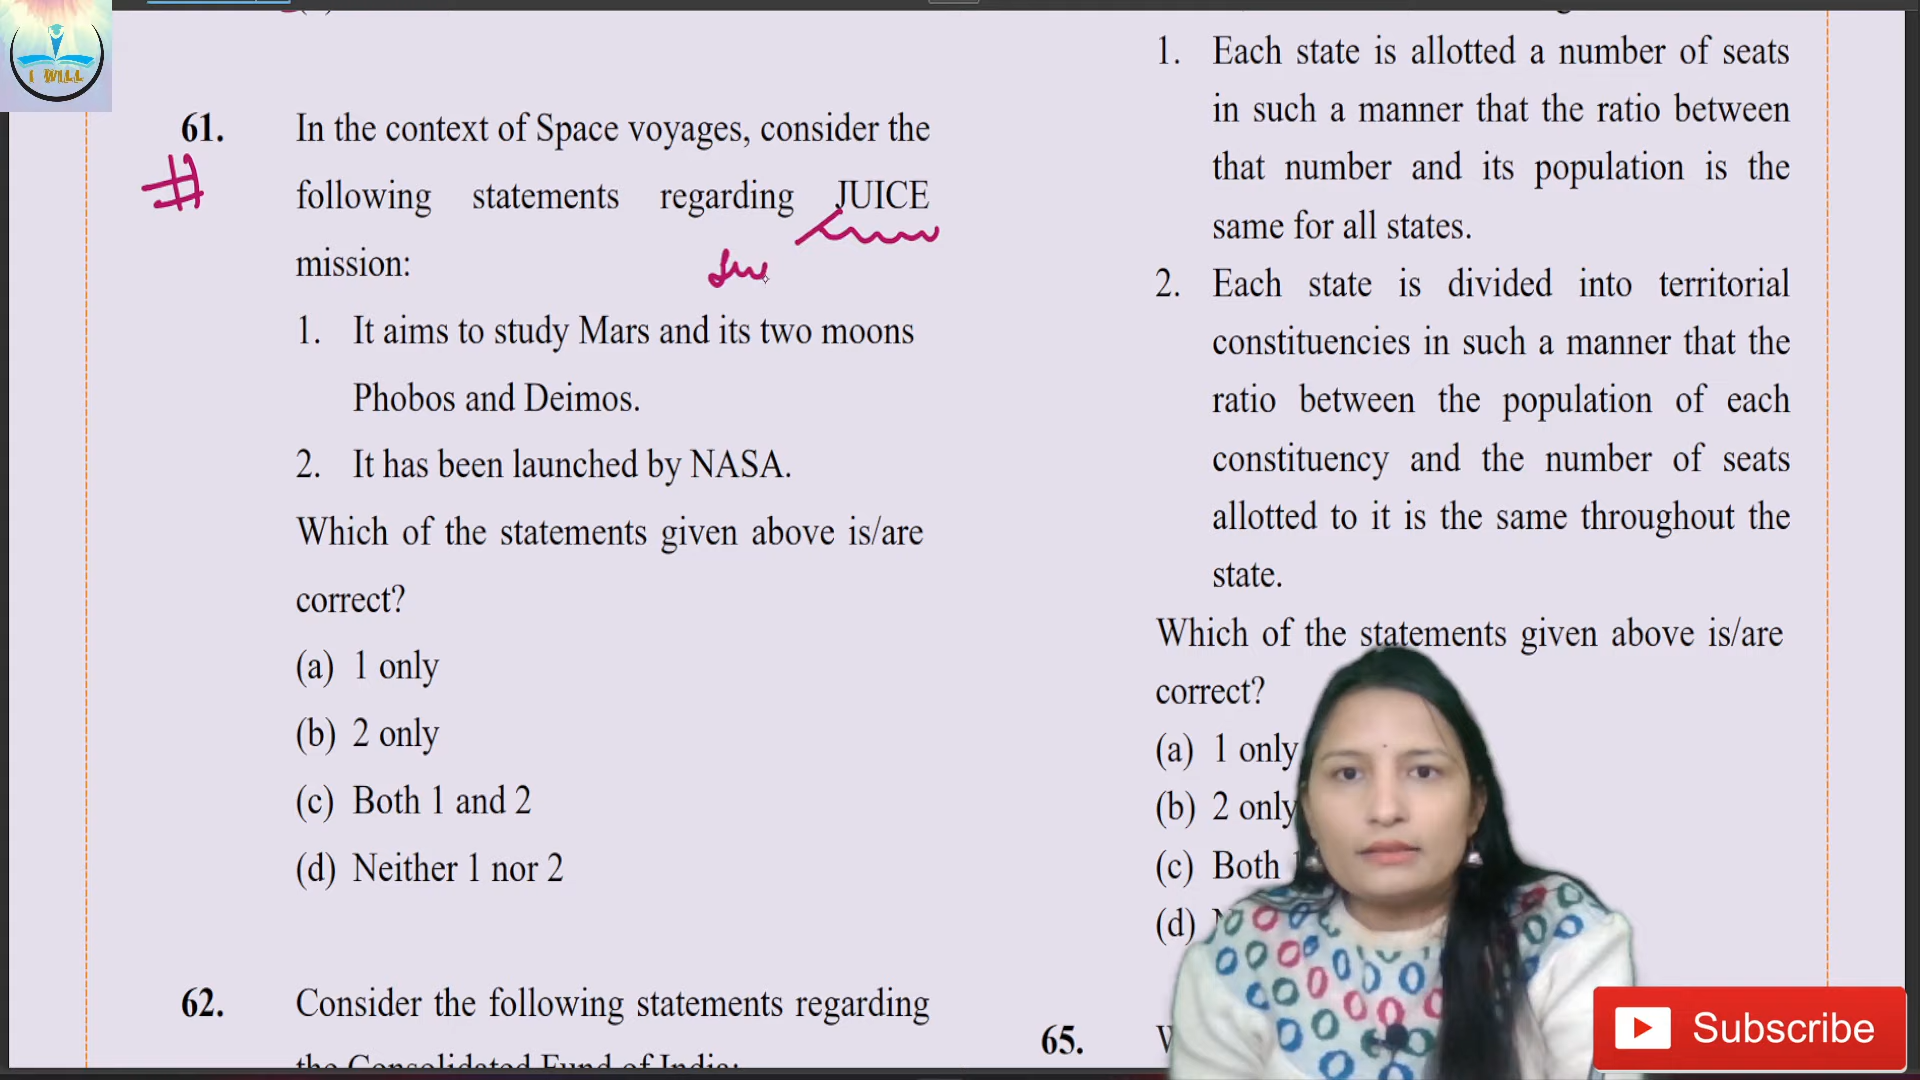 I WILL
61. In the context of Space voyages, consider the
following statements regarding JUICE
mission:
1. It aims to study Mars and its two moons
Phobos and Deimos.
2. It has been launched by NASA.
Which of the statements given above is/are
correct?
(a) 1 only
(b) 2 only
(c) Both 1 and 2
(d) Neither 1 nor 2
62. Consider the following statements regarding
the Consolidated Fund of India:
1. Each state is allotted a number of seats
in such a manner that the ratio between
that number and its population is the
same for all states.
2. Each state is divided into territorial
constituencies in such a manner that the
ratio between the population of each
constituency and the number of seats
allotted to it is the same throughout the
state.
Which of the statements given above is/are
correct?
(a) 1 only
(b) 2 only
(c) Both
(d)
65.
Subscribe